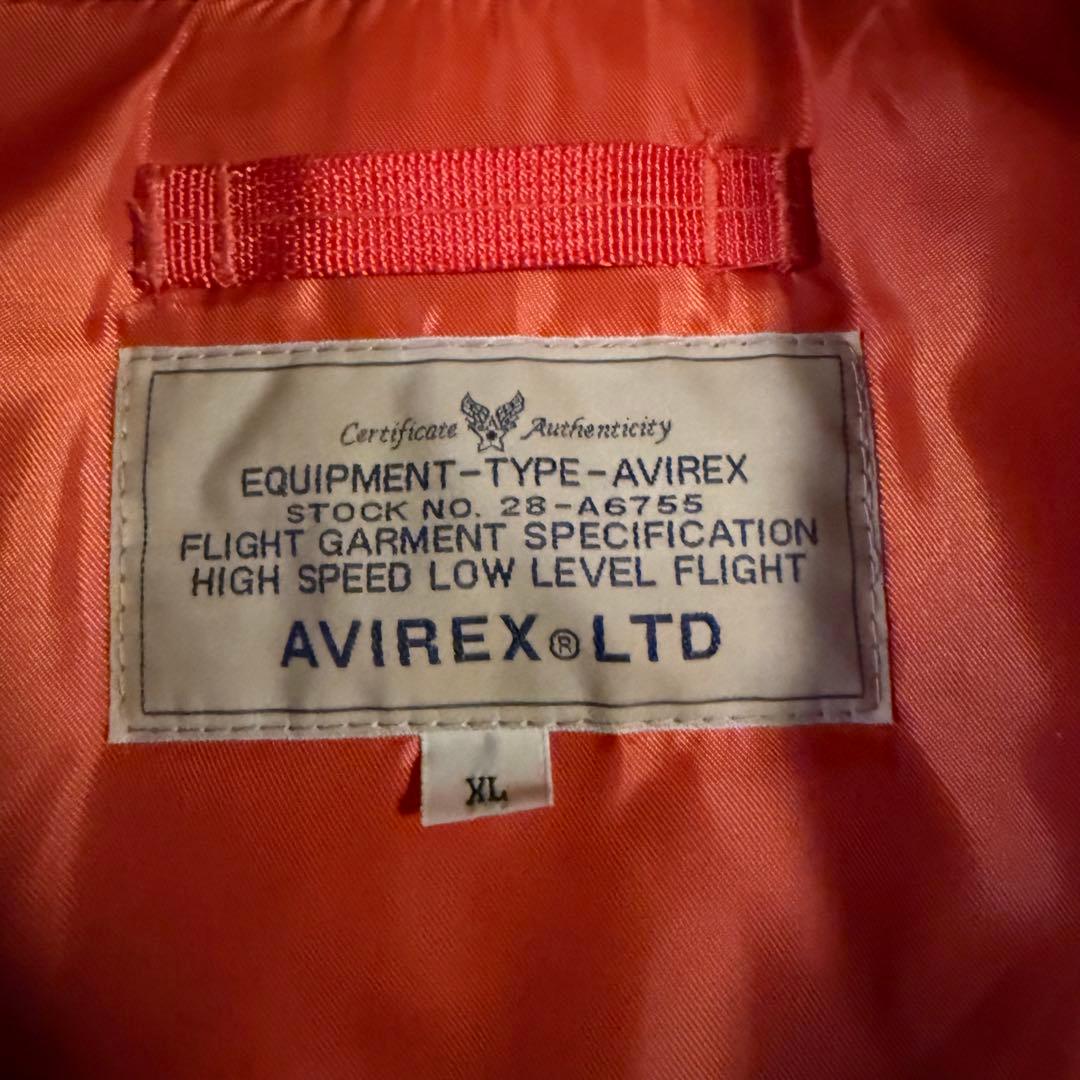 Certificate Authenticity
EQUIPMENT-TYPE-AVIREX
STOCK NO. 28-A6755
FLIGHT GARMENT SPECIFICATION
HIGH SPEED LOW LEVEL FLIGHT
AVIREX®LTD
XL